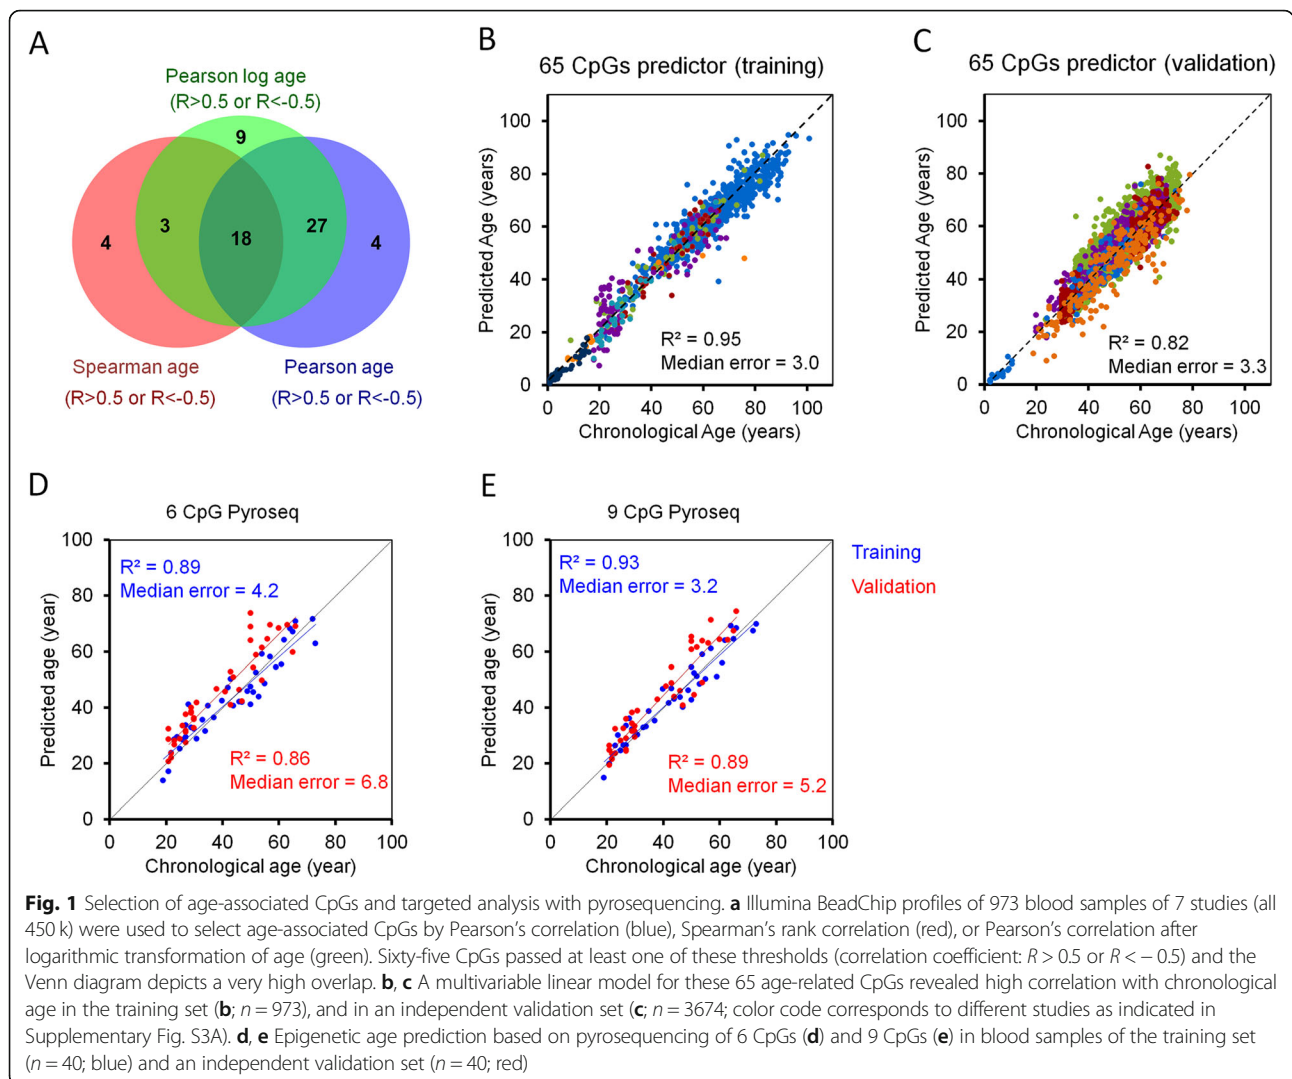 A
Pearson log age
(R>0.5 or R<-0.5)
9
4
3
18
27
4
Spearman age
(R>0.5 or R<-0.5)
Pearson age
(R>0.5 or R<-0.5)
B
65 CpGs predictor (training)
Predicted Age (years)
100
80
60
40
20
0
R² = 0.95
Median error = 3.0
0 20 40 60 80 100
Chronological Age (years)
C
65 CpGs predictor (validation)
Predicted Age (years)
100
80
60
40
20
0
R² = 0.82
Median error = 3.3
0 20 40 60 80 100
Chronological Age (years)
D
6 CpG Pyroseq
Predicted age (year)
100
80
60
40
20
0
R² = 0.89
Median error = 4.2
R² = 0.86
Median error = 6.8
0 20 40 60 80 100
Chronological age (year)
E
9 CpG Pyroseq
Predicted age (year)
100
80
60
40
20
0
R² = 0.93
Median error = 3.2
R² = 0.89
Median error = 5.2
0 20 40 60 80 100
Chronological age (year)
Training
Validation
Fig. 1 Selection of age-associated CpGs and targeted analysis with pyrosequencing. a Illumina BeadChip profiles of 973 blood samples of 7 studies (all
450 k) were used to select age-associated CpGs by Pearson's correlation (blue), Spearman's rank correlation (red), or Pearson's correlation after
logarithmic transformation of age (green). Sixty-five CpGs passed at least one of these thresholds (correlation coefficient: R > 0.5 or R < − 0.5) and the
Venn diagram depicts a very high overlap. b, c A multivariable linear model for these 65 age-related CpGs revealed high correlation with chronological
age in the training set (b; n = 973), and in an independent validation set (c; n = 3674; color code corresponds to different studies as indicated in
Supplementary Fig. S3A). d, e Epigenetic age prediction based on pyrosequencing of 6 CpGs (d) and 9 CpGs (e) in blood samples of the training set
(n = 40; blue) and an independent validation set (n = 40; red)